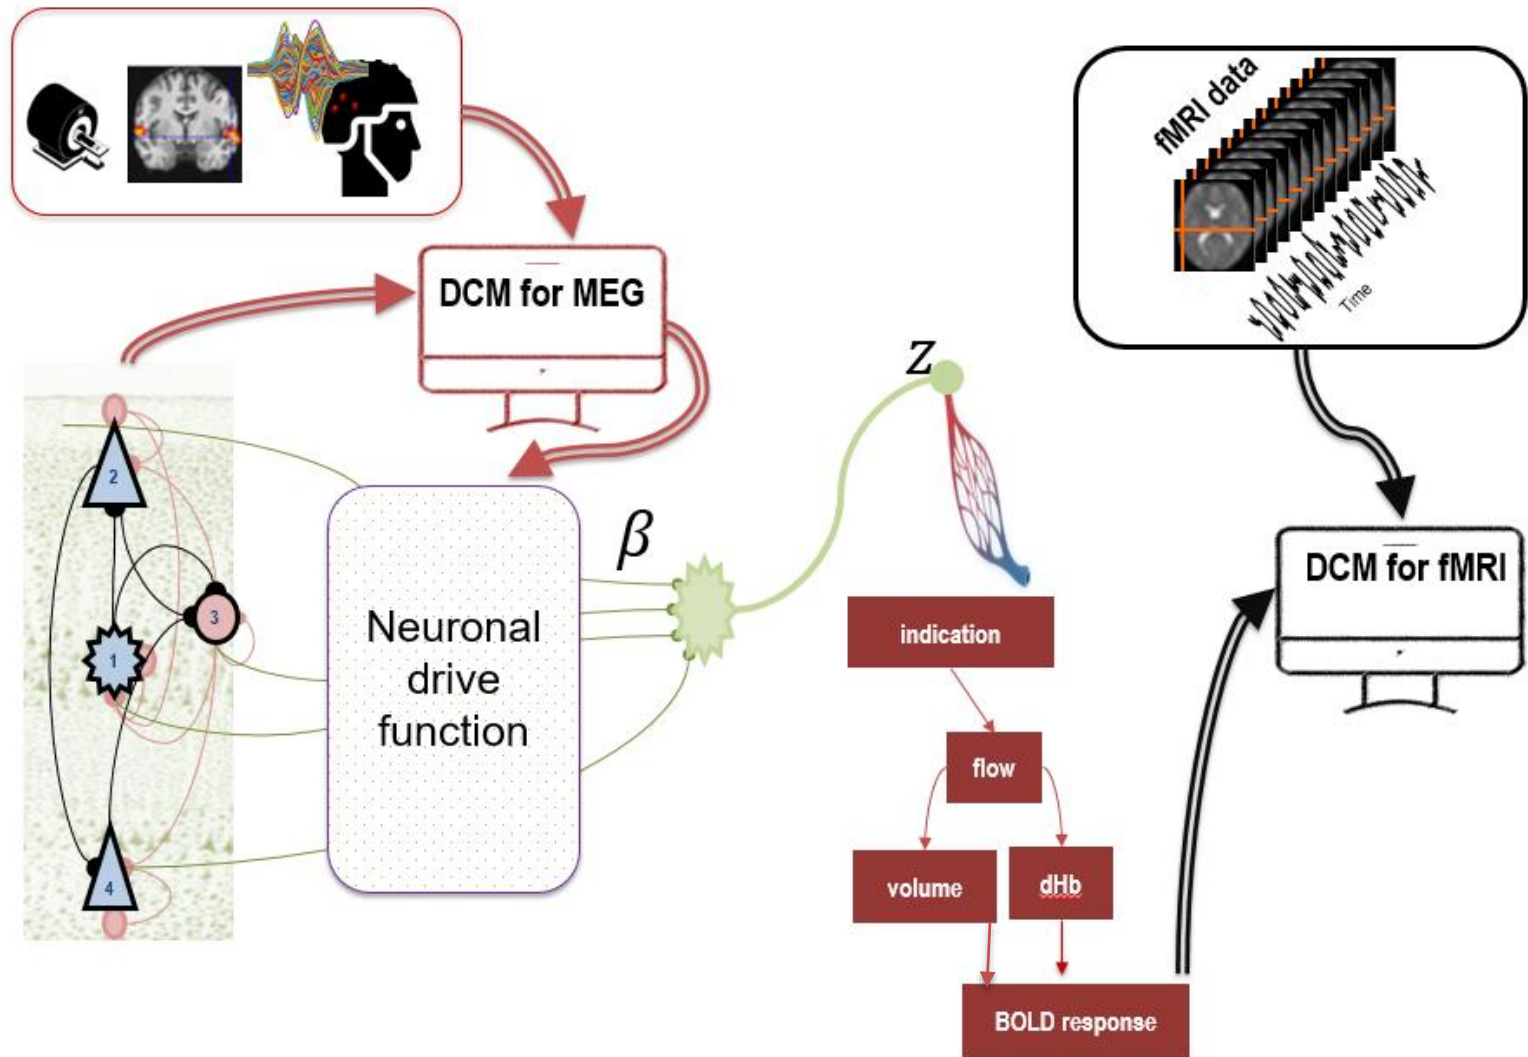 fMRI data
Time
DCM for MEG
z
2
β
DCM for fMRI
3
1
Neuronal
drive
function
indication
flow
4
volume
dHb
BOLD response